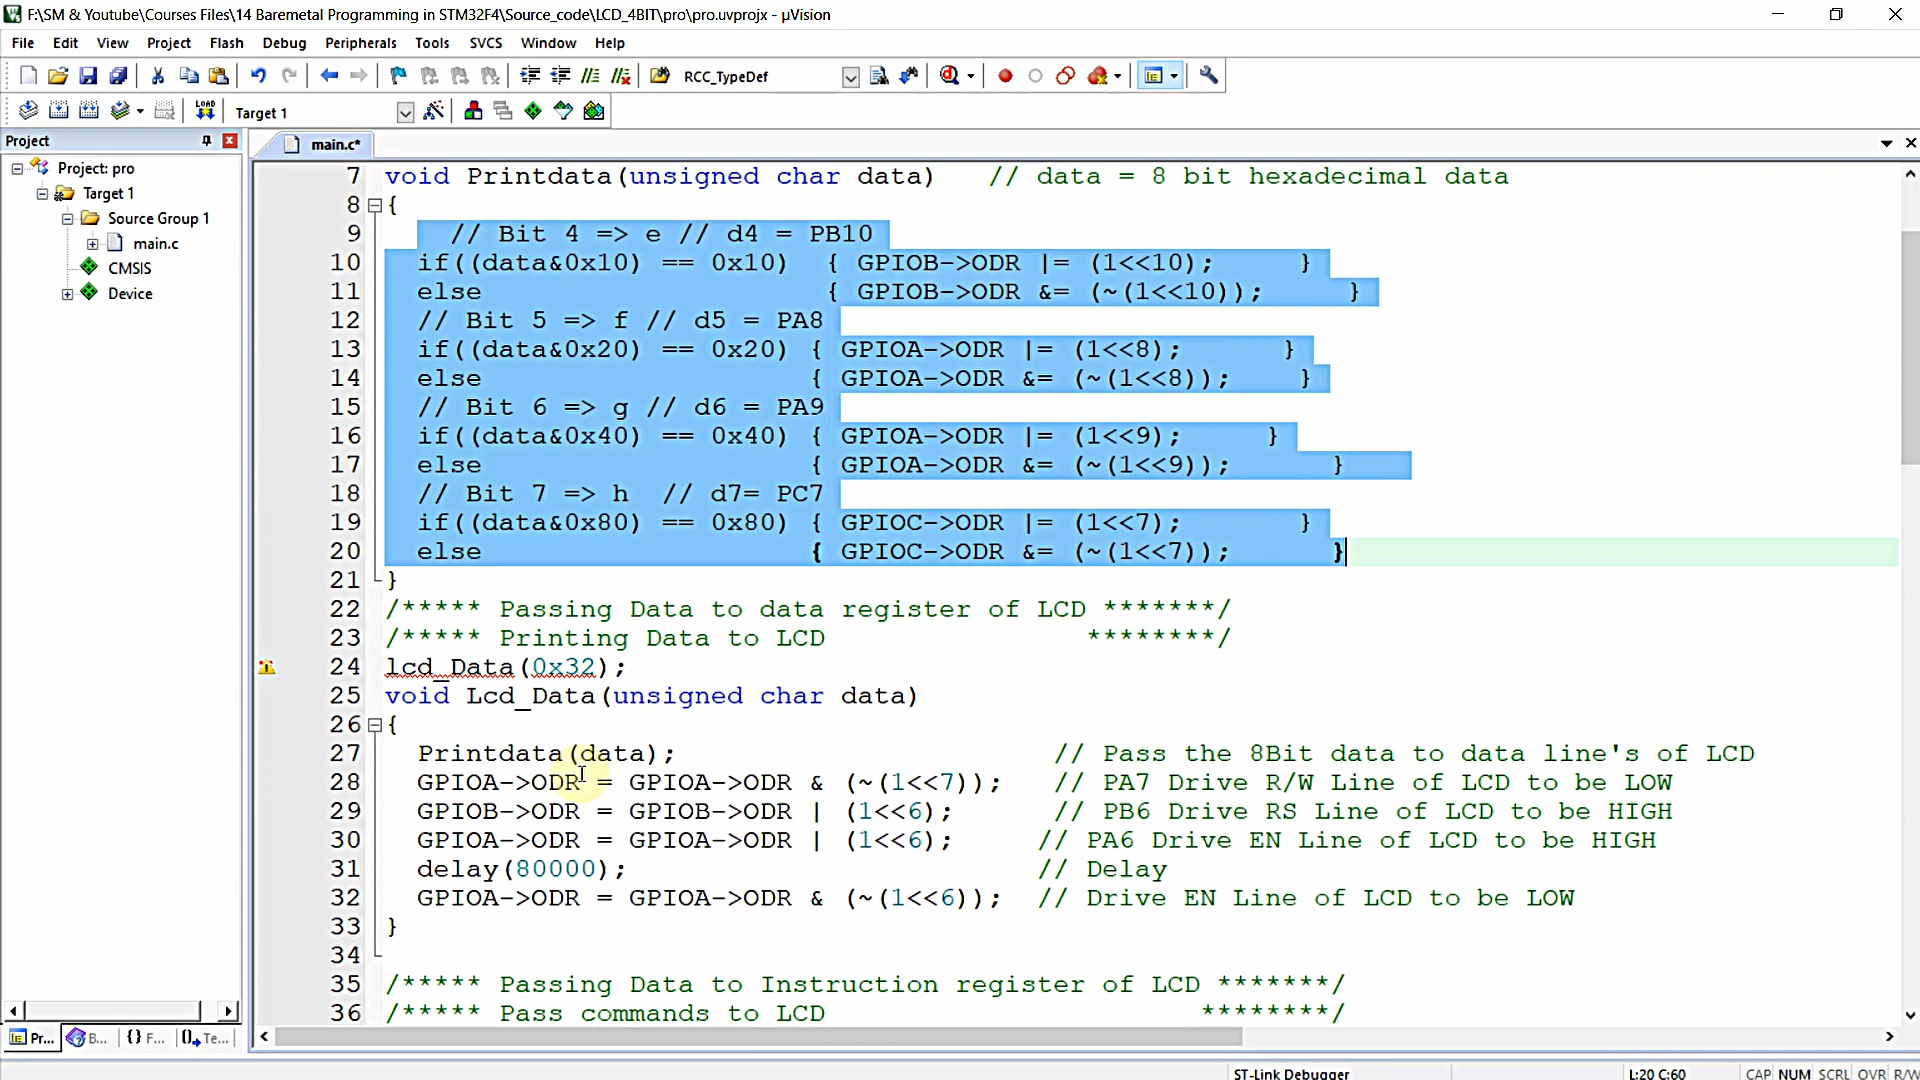 F:\SM & Youtube\Courses Files\14 Baremetal Programming in STM32F4\Source_code\LCD_4BIT\pro\pro.uvprojx - µVision
File Edit View Project Flash Debug Peripherals Tools SVCS Window Help
RCC_TypeDef
LOAD Target 1
Project
main.c*
Project: pro
Target 1
Source Group 1
main.c
CMSIS
Device
7 void Printdata(unsigned char data) // data = 8 bit hexadecimal data
8 {
9 // Bit 4 => e // d4 = PB10
10 if((data&0x10) == 0x10) { GPIOB->ODR |= (1<<10); }
11 else { GPIOB->ODR &= (~(1<<10)); }
12 // Bit 5 => f // d5 = PA8
13 if((data&0x20) == 0x20) { GPIOA->ODR |= (1<<8); }
14 else { GPIOA->ODR &= (~(1<<8)); }
15 // Bit 6 => g // d6 = PA9
16 if((data&0x40) == 0x40) { GPIOA->ODR |= (1<<9); }
17 else { GPIOA->ODR &= (~(1<<9)); }
18 // Bit 7 => h // d7= PC7
19 if((data&0x80) == 0x80) { GPIOC->ODR |= (1<<7); }
20 else { GPIOC->ODR &= (~(1<<7)); }
21 }
22 /***** Passing Data to data register of LCD *******/
23 /***** Printing Data to LCD ********/
24 lcd_Data(0x32);
25 void Lcd_Data(unsigned char data)
26 {
27 Printdata(data); // Pass the 8Bit data to data line's of LCD
28 GPIOA->ODR = GPIOA->ODR & (~(1<<7)); // PA7 Drive R/W Line of LCD to be LOW
29 GPIOB->ODR = GPIOB->ODR | (1<<6); // PB6 Drive RS Line of LCD to be HIGH
30 GPIOA->ODR = GPIOA->ODR | (1<<6); // PA6 Drive EN Line of LCD to be HIGH
31 delay(80000); // Delay
32 GPIOA->ODR = GPIOA->ODR & (~(1<<6)); // Drive EN Line of LCD to be LOW
33 }
34
35 /***** Passing Data to Instruction register of LCD *******/
36 /***** Pass commands to LCD ********/
Pr... B... {} F... Te...
ST-Link Debugger L:20 C:60 CAP NUM SCRL OVR R/W